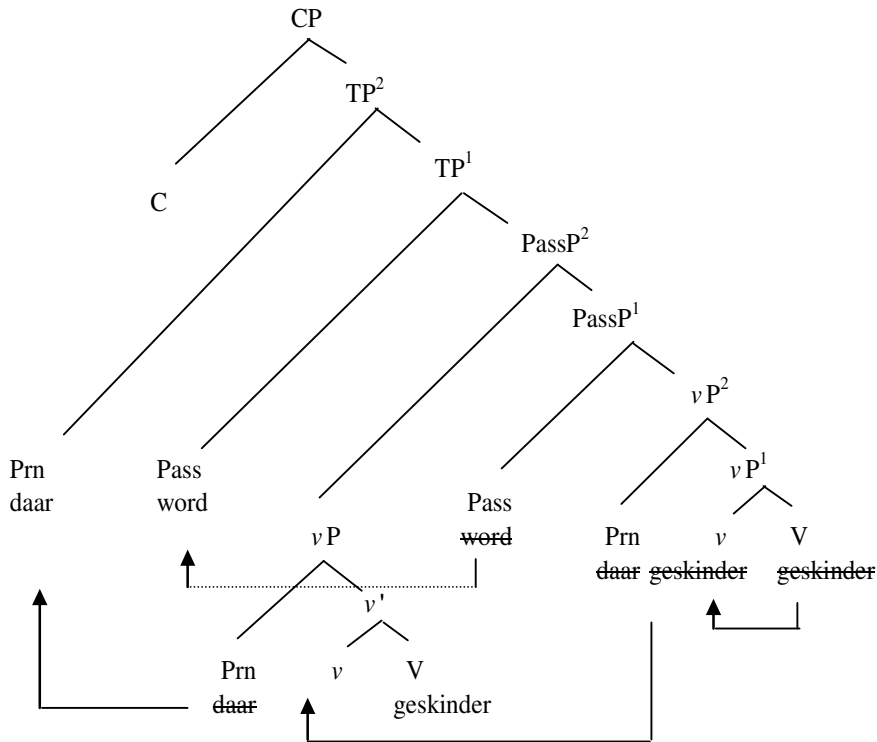 CP
TP²
TP¹
C
PassP²
PassP¹
vP²
Prn Pass vP¹
daar word Pass
vP word Prn v V
daar geskinder geskinder
v'
Prn v V
daar geskinder